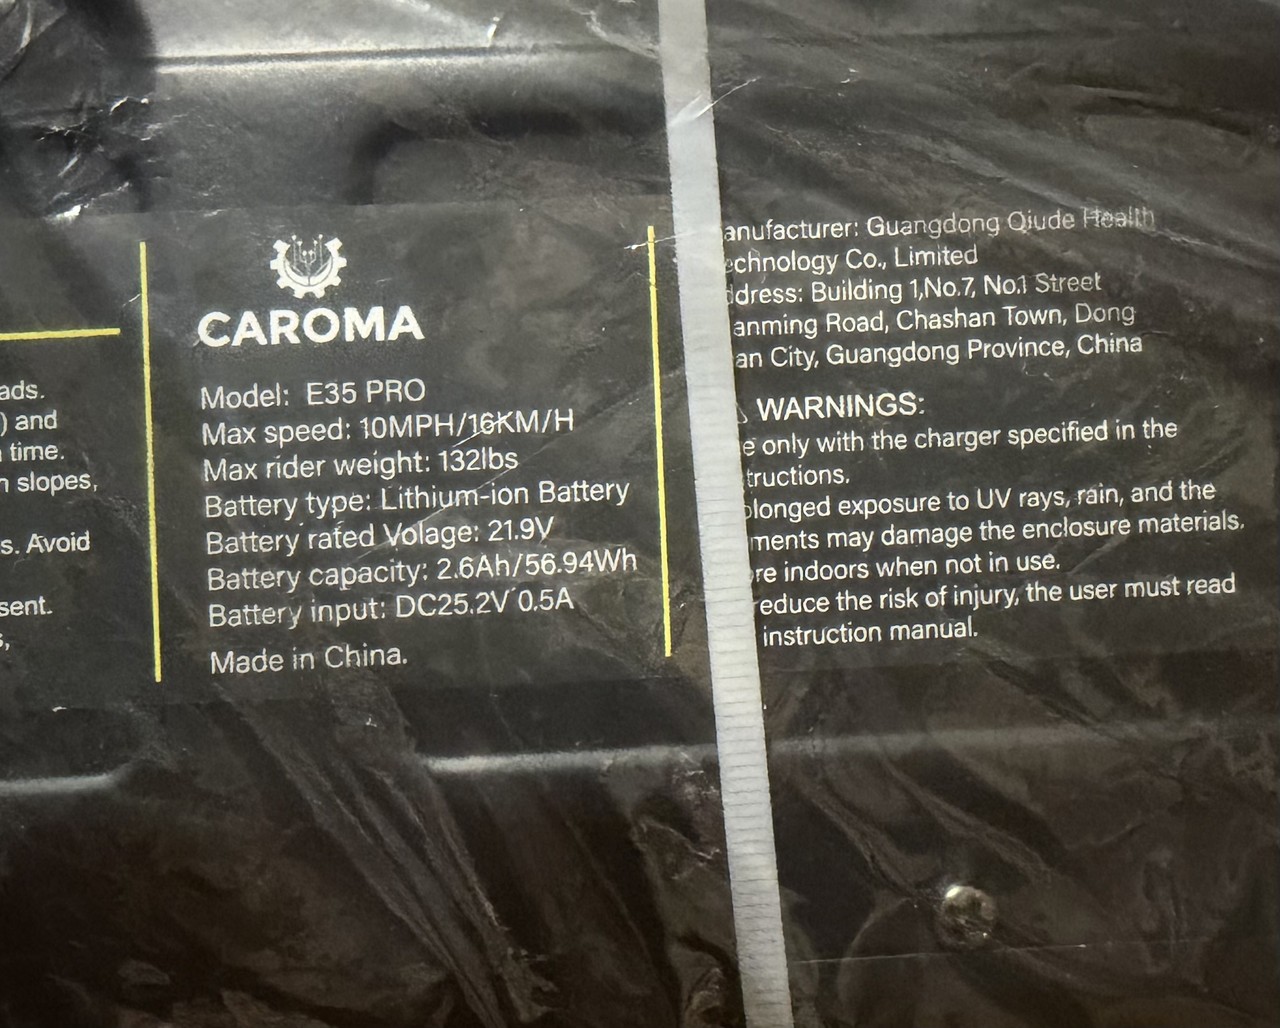 ads.
) and
time.
n slopes,
s. Avoid
sent.
s,
CAROMA
Model: E35 PRO
Max speed: 10MPH/16KM/H
Max rider weight: 132lbs
Battery type: Lithium-ion Battery
Battery rated Volage: 21.9V
Battery capacity: 2.6Ah/56.94Wh
Battery input: DC25.2V 0.5A
Made in China.
anufacturer: Guangdong Qiude Health
echnology Co., Limited
ddress: Building 1,No.7, No.1 Street
anming Road, Chashan Town, Dong
an City, Guangdong Province, China
WARNINGS:
e only with the charger specified in the
tructions.
olonged exposure to UV rays, rain, and the
ments may damage the enclosure materials.
re indoors when not in use.
educe the risk of injury, the user must read
instruction manual.